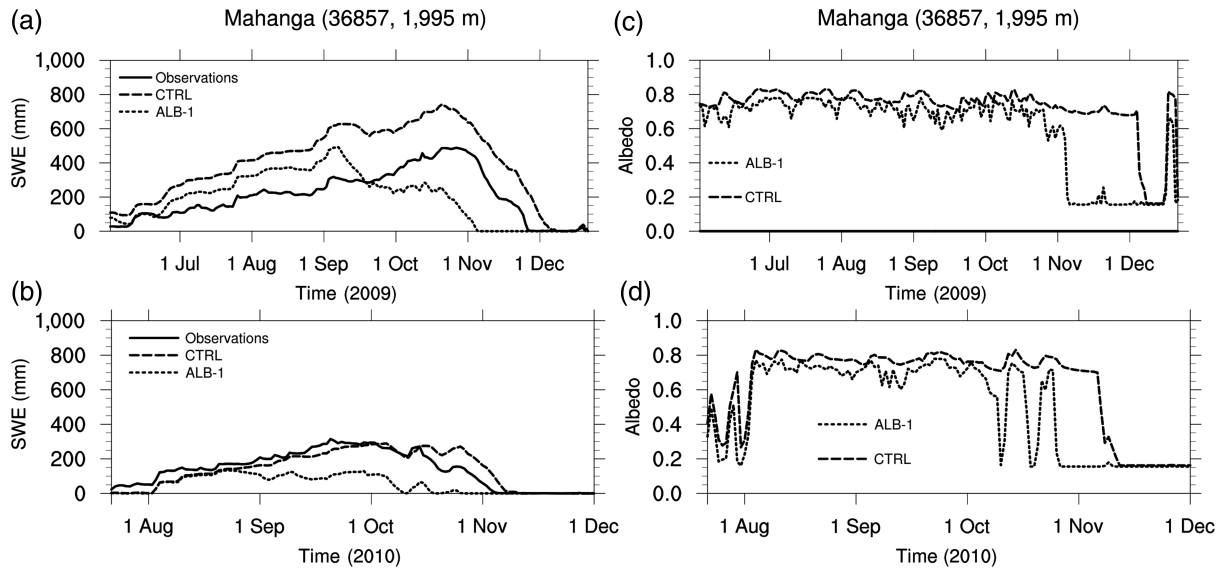 (a)
Mahanga (36857, 1,995 m)
1,000
800
600
400
200
0
SWE (mm)
Observations
CTRL
ALB-1
1 Jul
1 Aug
1 Sep
1 Oct
1 Nov
1 Dec
Time (2009)
(c)
Mahanga (36857, 1,995 m)
1.0
0.8
0.6
0.4
0.2
0.0
Albedo
ALB-1
CTRL
1 Jul
1 Aug
1 Sep
1 Oct
1 Nov
1 Dec
Time (2009)
(b)
1,000
800
600
400
200
0
SWE (mm)
Observations
CTRL
ALB-1
1 Aug
1 Sep
1 Oct
1 Nov
1 Dec
Time (2010)
(d)
1.0
0.8
0.6
0.4
0.2
0.0
Albedo
ALB-1
CTRL
1 Aug
1 Sep
1 Oct
1 Nov
1 Dec
Time (2010)